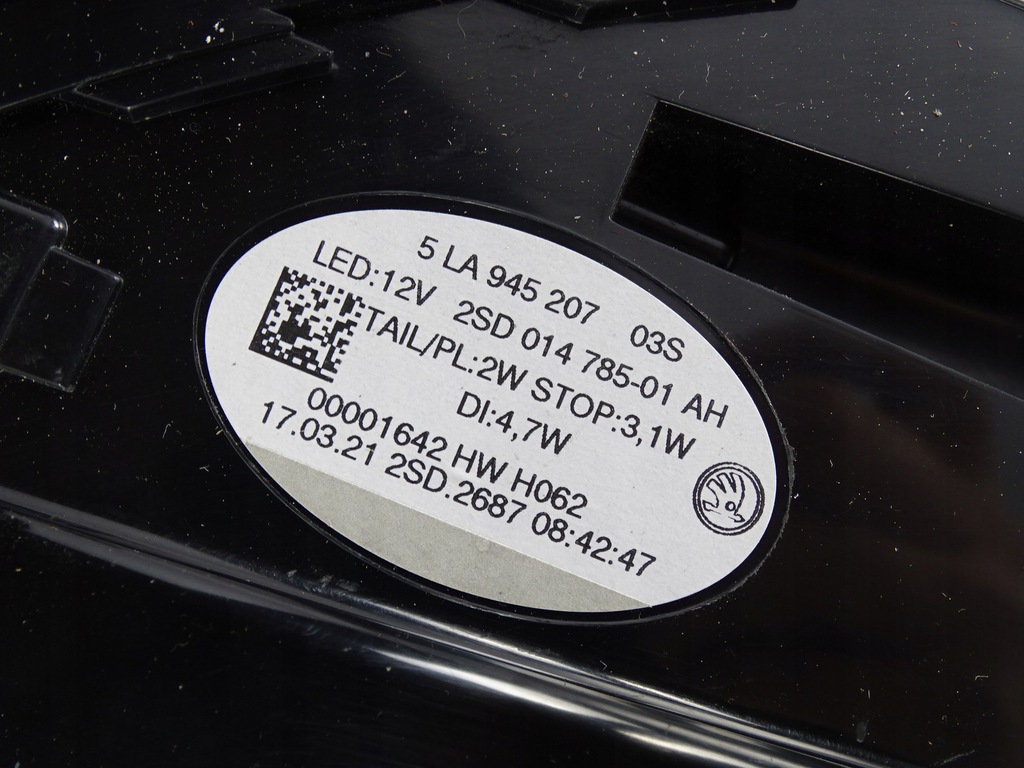 5 LA 945 207 03S
LED:12V 2SD 014 785-01 AH
TAIL/PL:2W STOP:3,1W
DI:4,7W
00001642 HW H062
17.03.21 2SD.2687 08:42:47